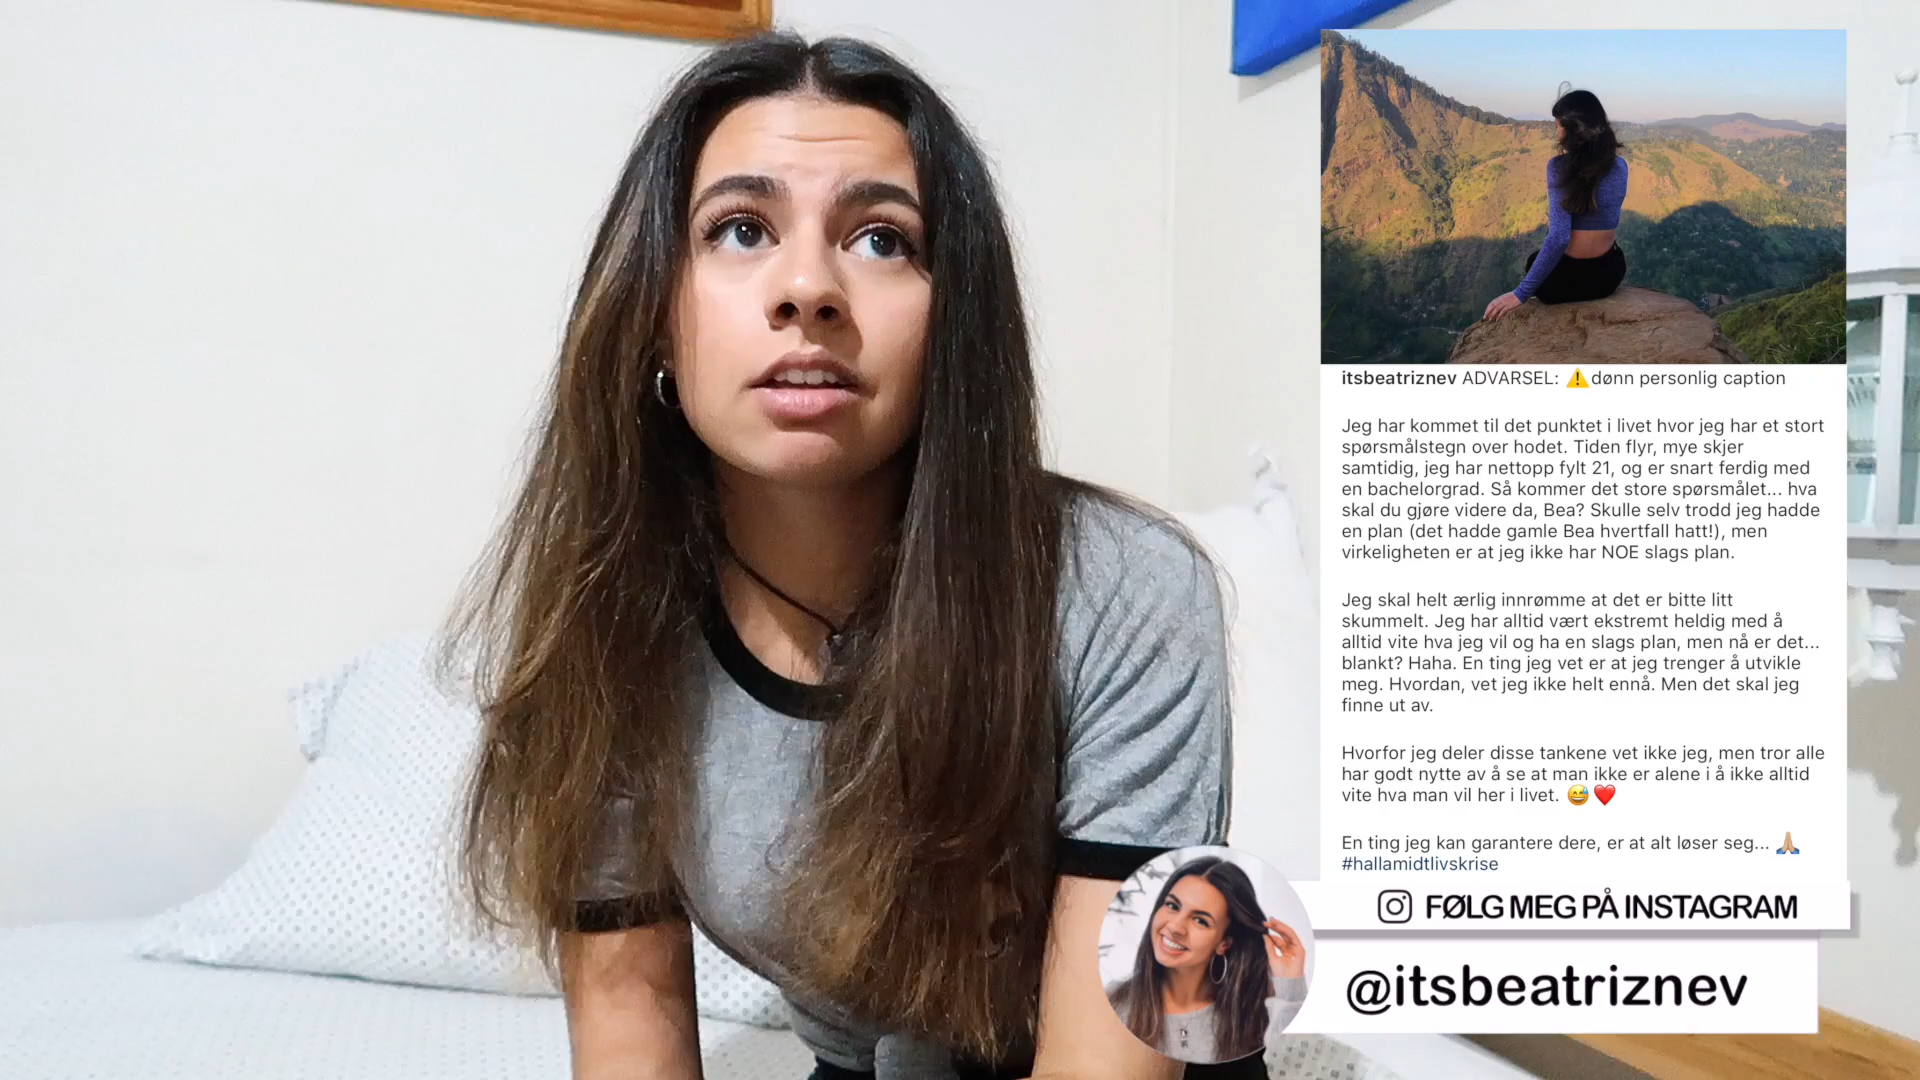 itsbeatriznev ADVARSEL: ⚠️dønn personlig caption
Jeg har kommet til det punktet i livet hvor jeg har et stort
spørsmålstegn over hodet. Tiden flyr, mye skjer
samtidig, jeg har nettopp fylt 21, og er snart ferdig med
en bachelorgrad. Så kommer det store spørsmålet... hva
skal du gjøre videre da, Bea? Skulle selv trodd jeg hadde
en plan (det hadde gamle Bea hvertfall hatt!), men
virkeligheten er at jeg ikke har NOE slags plan.
Jeg skal helt ærlig innrømme at det er bitte litt
skummelt. Jeg har alltid vært ekstremt heldig med å
alltid vite hva jeg vil og ha en slags plan, men nå er det...
blankt? Haha. En ting jeg vet er at jeg trenger å utvikle
meg. Hvordan, vet jeg ikke helt ennå. Men det skal jeg
finne ut av.
Hvorfor jeg deler disse tankene vet ikke jeg, men tror alle
har godt nytte av å se at man ikke er alene i å ikke alltid
vite hva man vil her i livet. 😅❤️
En ting jeg kan garantere dere, er at alt løser seg... 🙏🏼
#hallamidtlivskrise
FØLG MEG PÅ INSTAGRAM
@itsbeatriznev